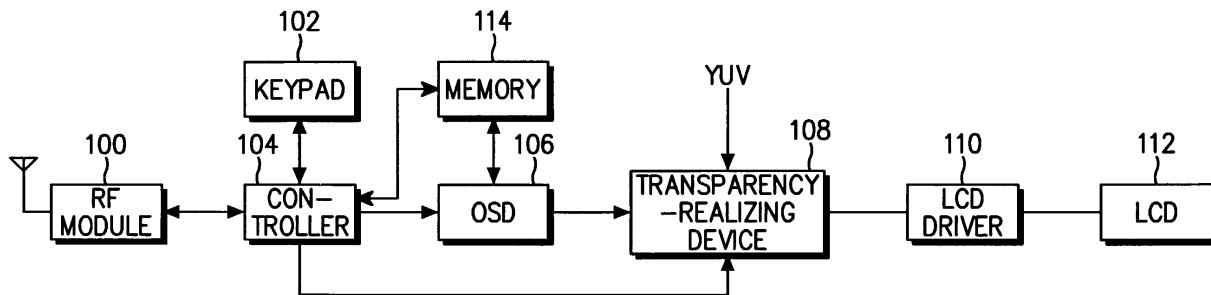 102
KEYPAD
114
MEMORY
YUV
100
RF
MODULE
104
CON-
TROLLER
106
OSD
108
TRANSPARENCY
-REALIZING
DEVICE
110
LCD
DRIVER
112
LCD